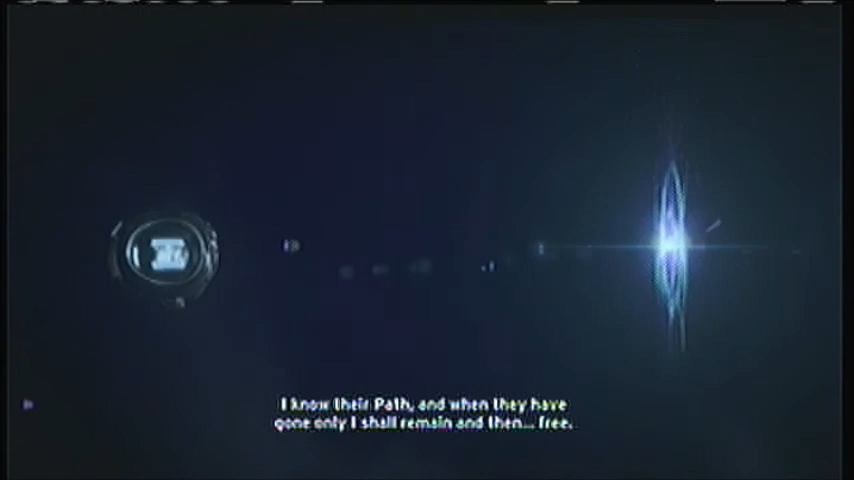 I know their Path, and when they have
gone only I shall remain and then... free.